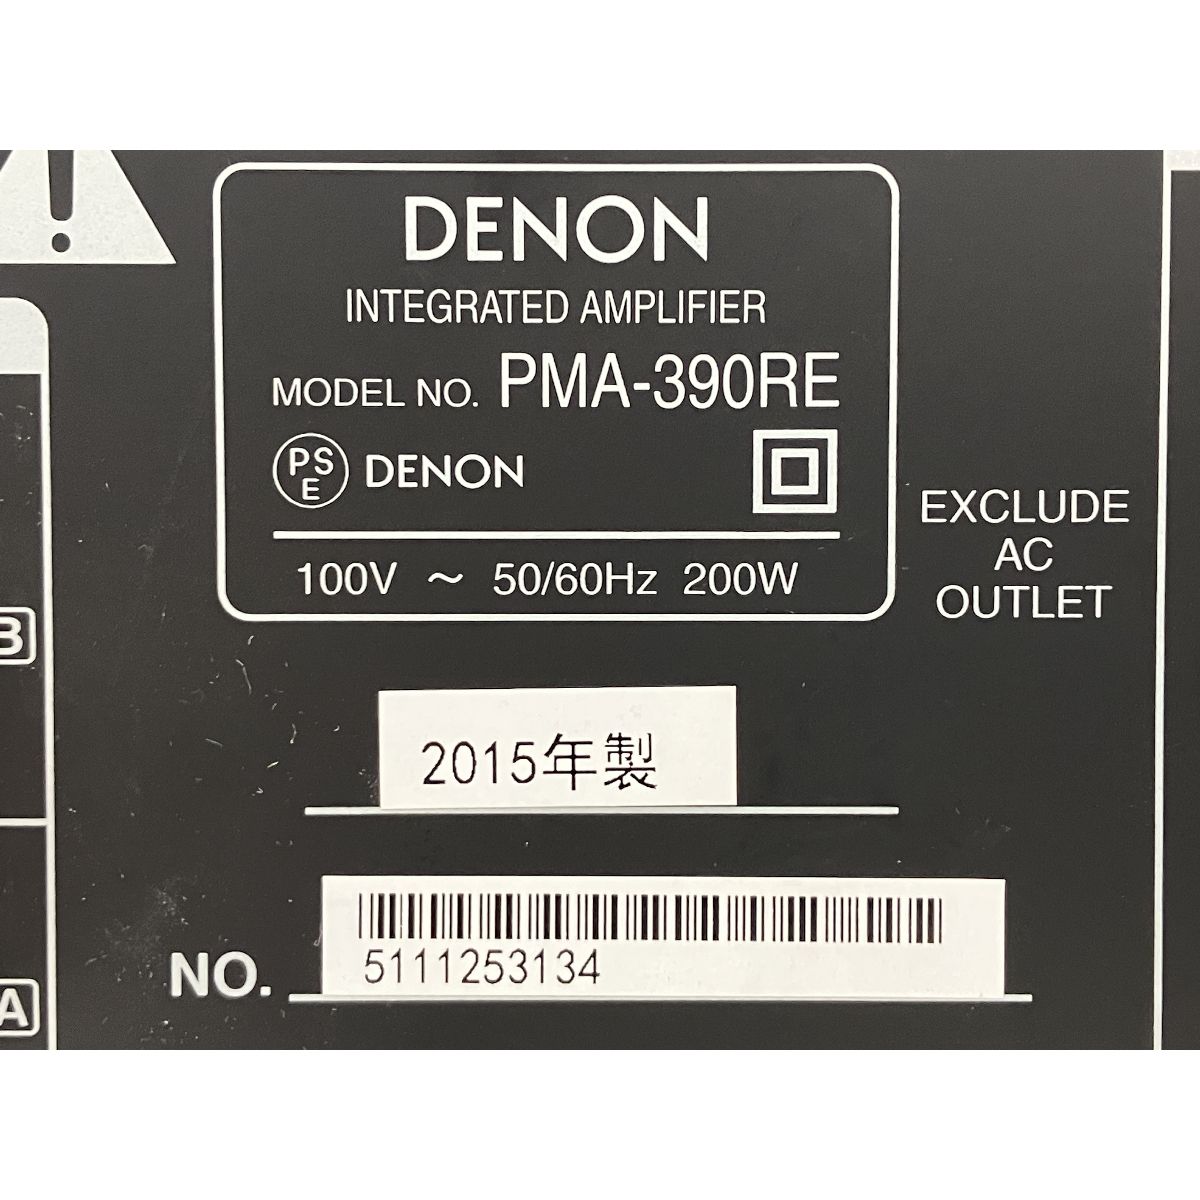 DENON
INTEGRATED AMPLIFIER
MODEL NO. PMA-390RE
PS
E
DENON
100V ～ 50/60Hz 200W
EXCLUDE
AC
OUTLET
B
2015年製
5111253134
NO.
A